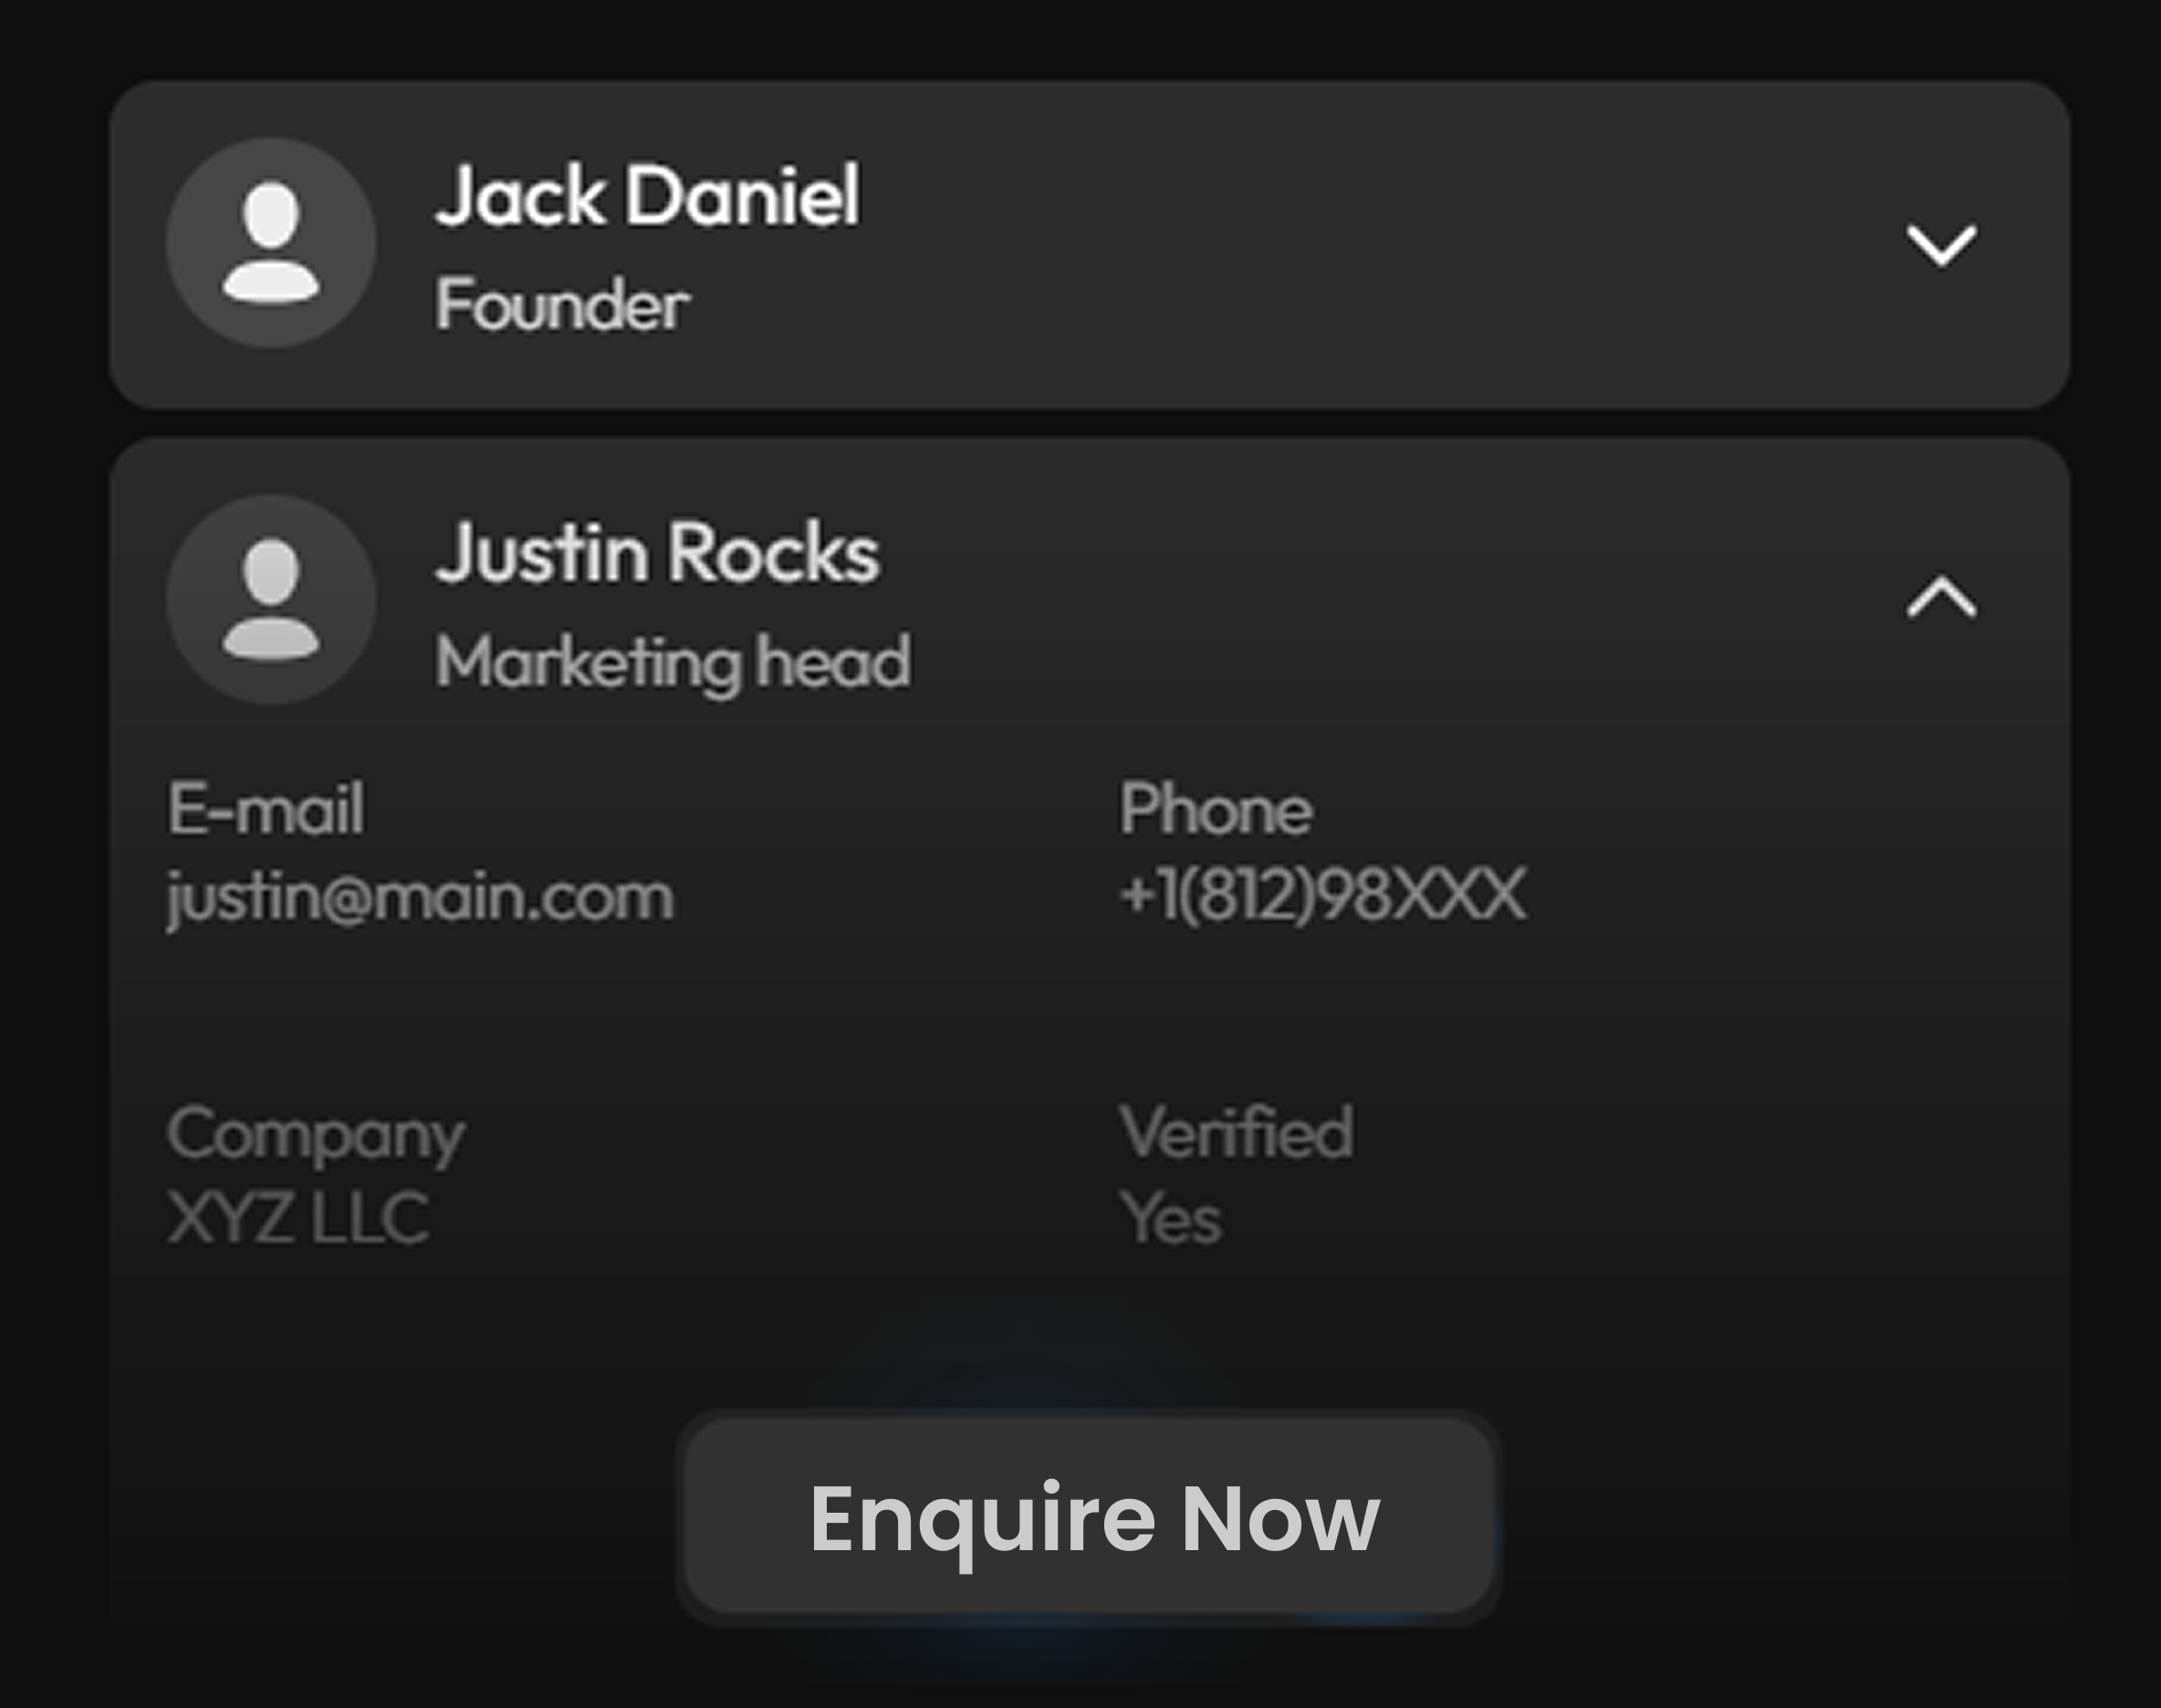 Jack Daniel
Founder
Justin Rocks
Marketing head
E-mail
justin@main.com
Phone
+1(812)98XXX
Company
XYZ LLC
Verified
Yes
Enquire Now